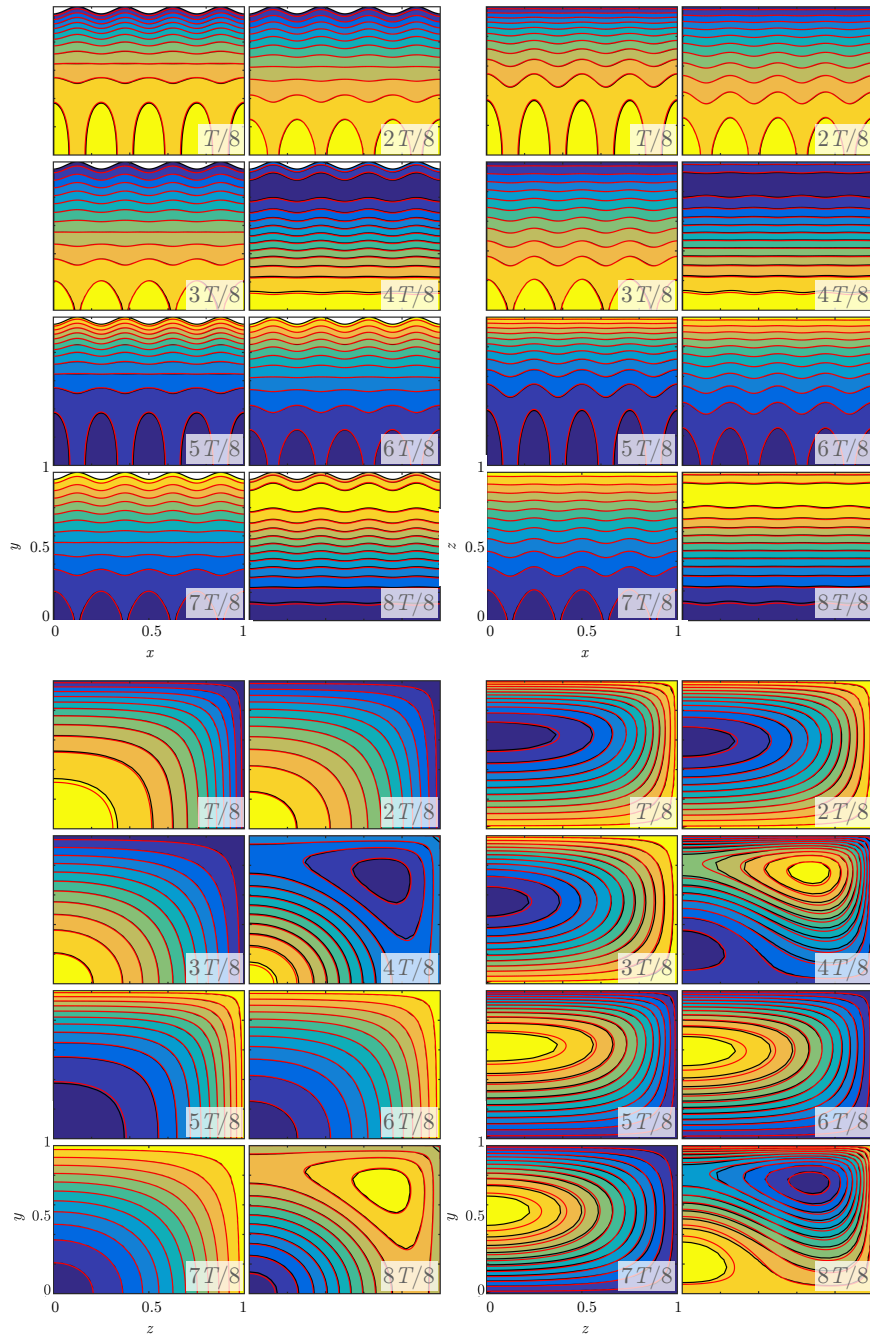 T/8 2T/8 T/8 2T/8
3T/8 4T/8 3T/8 4T/8
5T/8 6T/8 5T/8 6T/8
1 1
y 0.5 z 0.5
7T/8 8T/8 7T/8 8T/8
0 0
0 0.5 1 0 0.5 1
x x
T/8 2T/8 T/8 2T/8
3T/8 4T/8 3T/8 4T/8
5T/8 6T/8 5T/8 6T/8
1 1
y 0.5 y 0.5
7T/8 8T/8 7T/8 8T/8
0 0
0 0.5 1 0 0.5 1
z z